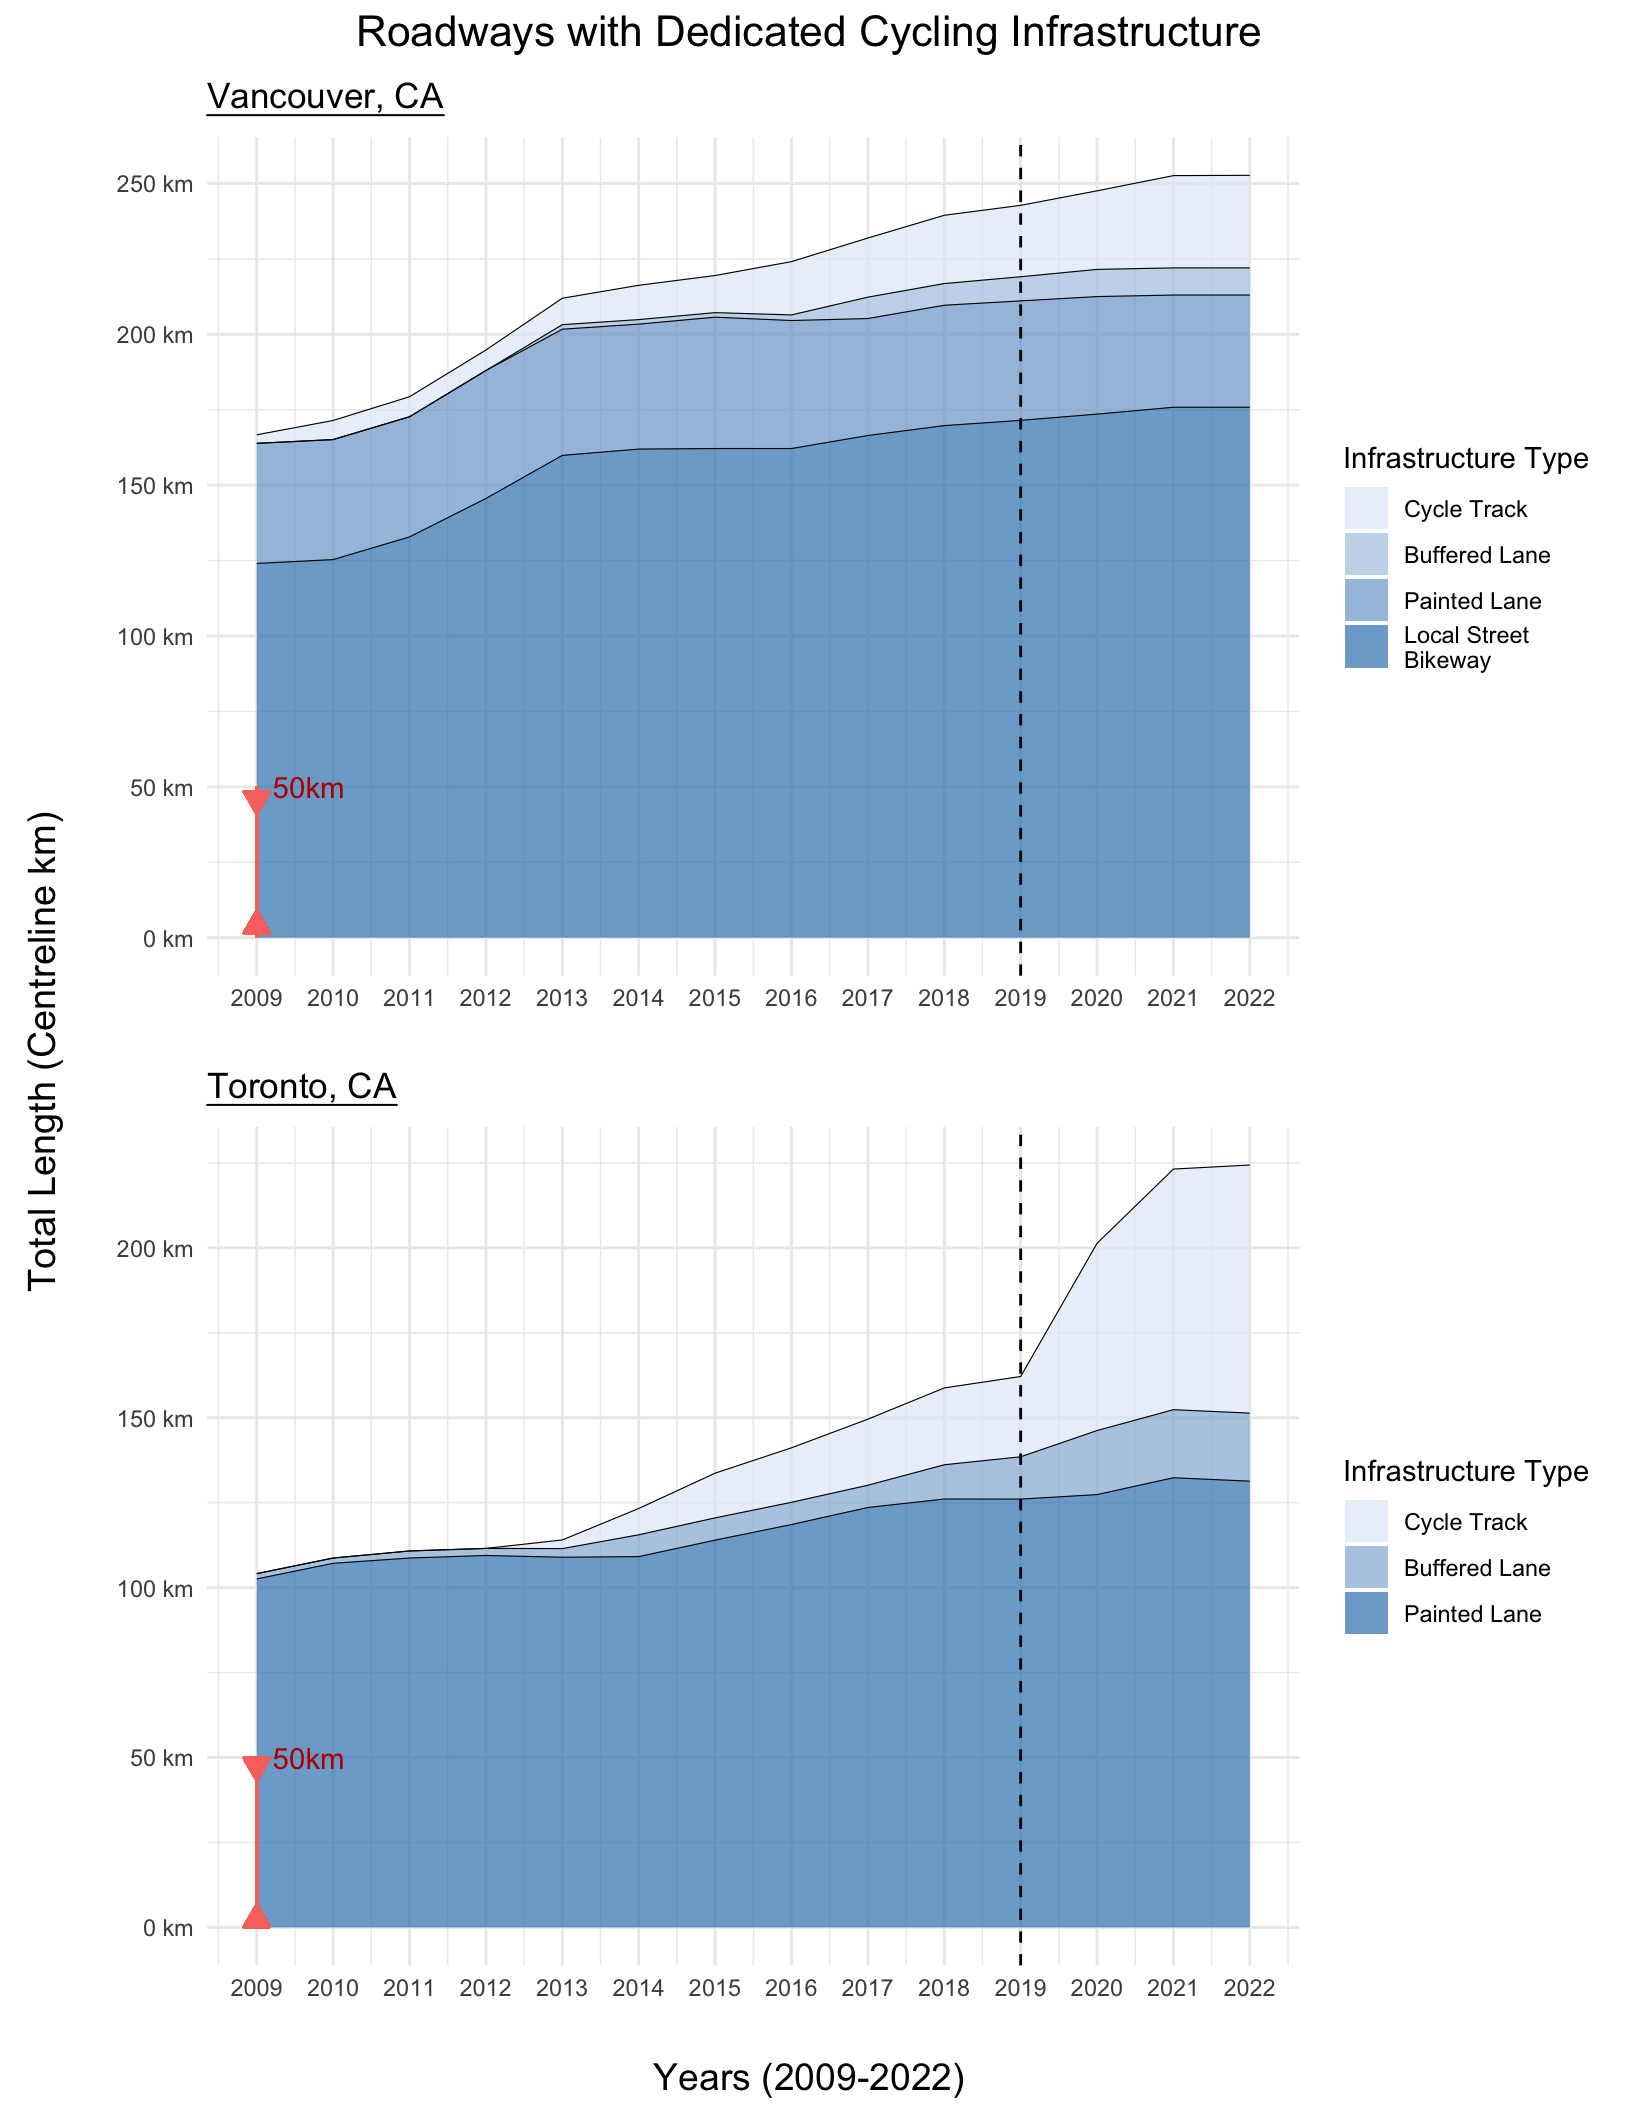 Roadways with Dedicated Cycling Infrastructure
Vancouver, CA
250 km
200 km
150 km
100 km
50 km
0 km
50km
2009 2010 2011 2012 2013 2014 2015 2016 2017 2018 2019 2020 2021 2022
Infrastructure Type
Cycle Track
Buffered Lane
Painted Lane
Local Street
Bikeway
Total Length (Centreline km)
Toronto, CA
200 km
150 km
100 km
50 km
0 km
50km
2009 2010 2011 2012 2013 2014 2015 2016 2017 2018 2019 2020 2021 2022
Infrastructure Type
Cycle Track
Buffered Lane
Painted Lane
Years (2009-2022)